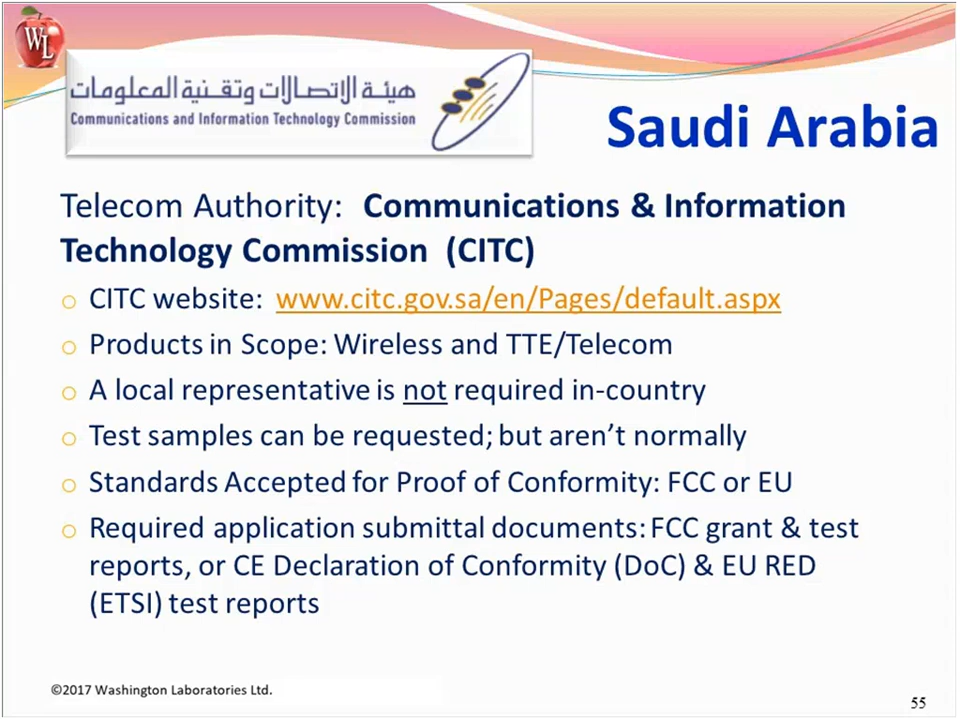 WL
هيئة الاتصالات وتقنية المعلومات
Communications and Information Technology Commission
Saudi Arabia
Telecom Authority: Communications & Information
Technology Commission (CITC)
o CITC website: www.citc.gov.sa/en/Pages/default.aspx
o Products in Scope: Wireless and TTE/Telecom
o A local representative is not required in-country
o Test samples can be requested; but aren’t normally
o Standards Accepted for Proof of Conformity: FCC or EU
o Required application submittal documents: FCC grant & test
reports, or CE Declaration of Conformity (DoC) & EU RED
(ETSI) test reports
©2017 Washington Laboratories Ltd.
55